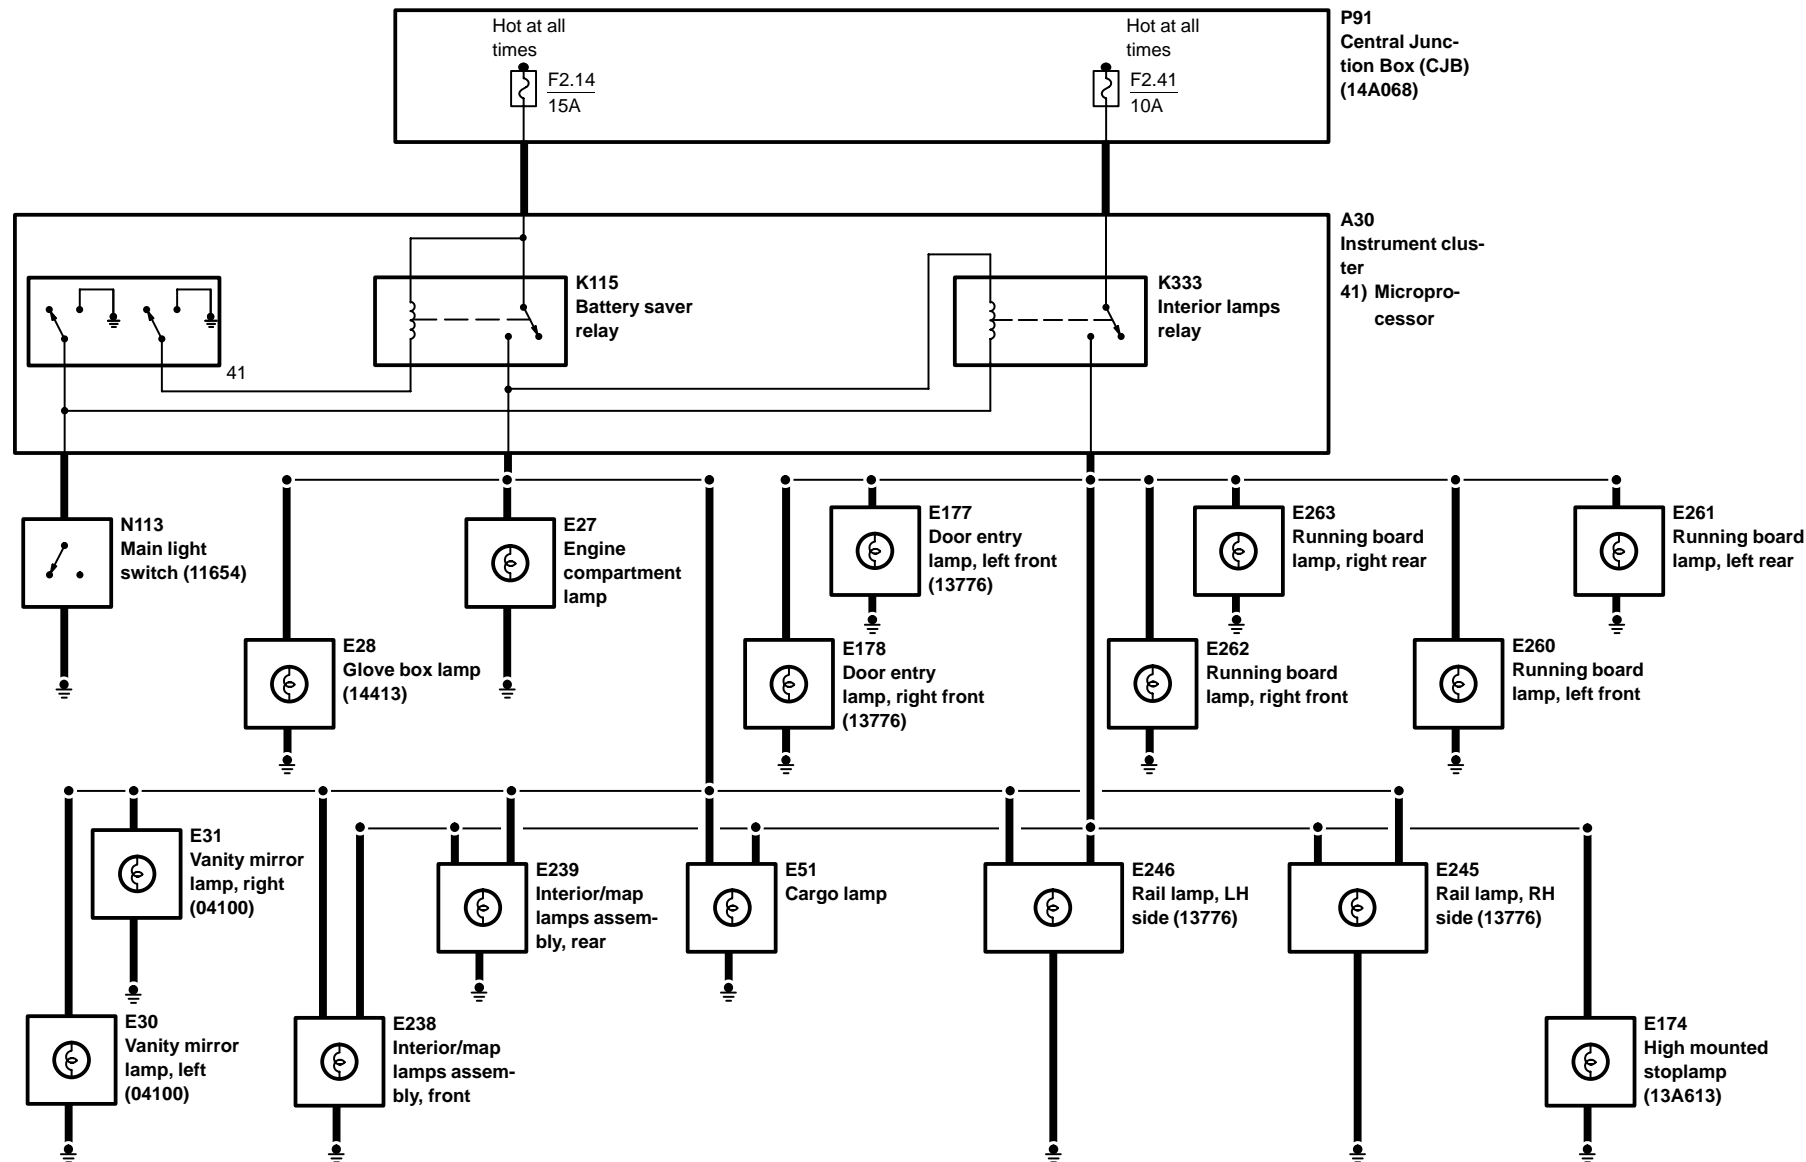 Hot at all
times
F2.14
15A
Hot at all
times
F2.41
10A
P91
Central Junc-
tion Box (CJB)
(14A068)
A30
Instrument clus-
ter
41) Micropro-
cessor
41
K115
Battery saver
relay
K333
Interior lamps
relay
N113
Main light
switch (11654)
E27
Engine
compartment
lamp
E28
Glove box lamp
(14413)
E177
Door entry
lamp, left front
(13776)
E178
Door entry
lamp, right front
(13776)
E263
Running board
lamp, right rear
E262
Running board
lamp, right front
E261
Running board
lamp, left rear
E260
Running board
lamp, left front
E31
Vanity mirror
lamp, right
(04100)
E30
Vanity mirror
lamp, left
(04100)
E239
Interior/map
lamps assem-
bly, rear
E238
Interior/map
lamps assem-
bly, front
E51
Cargo lamp
E246
Rail lamp, LH
side (13776)
E245
Rail lamp, RH
side (13776)
E174
High mounted
stoplamp
(13A613)